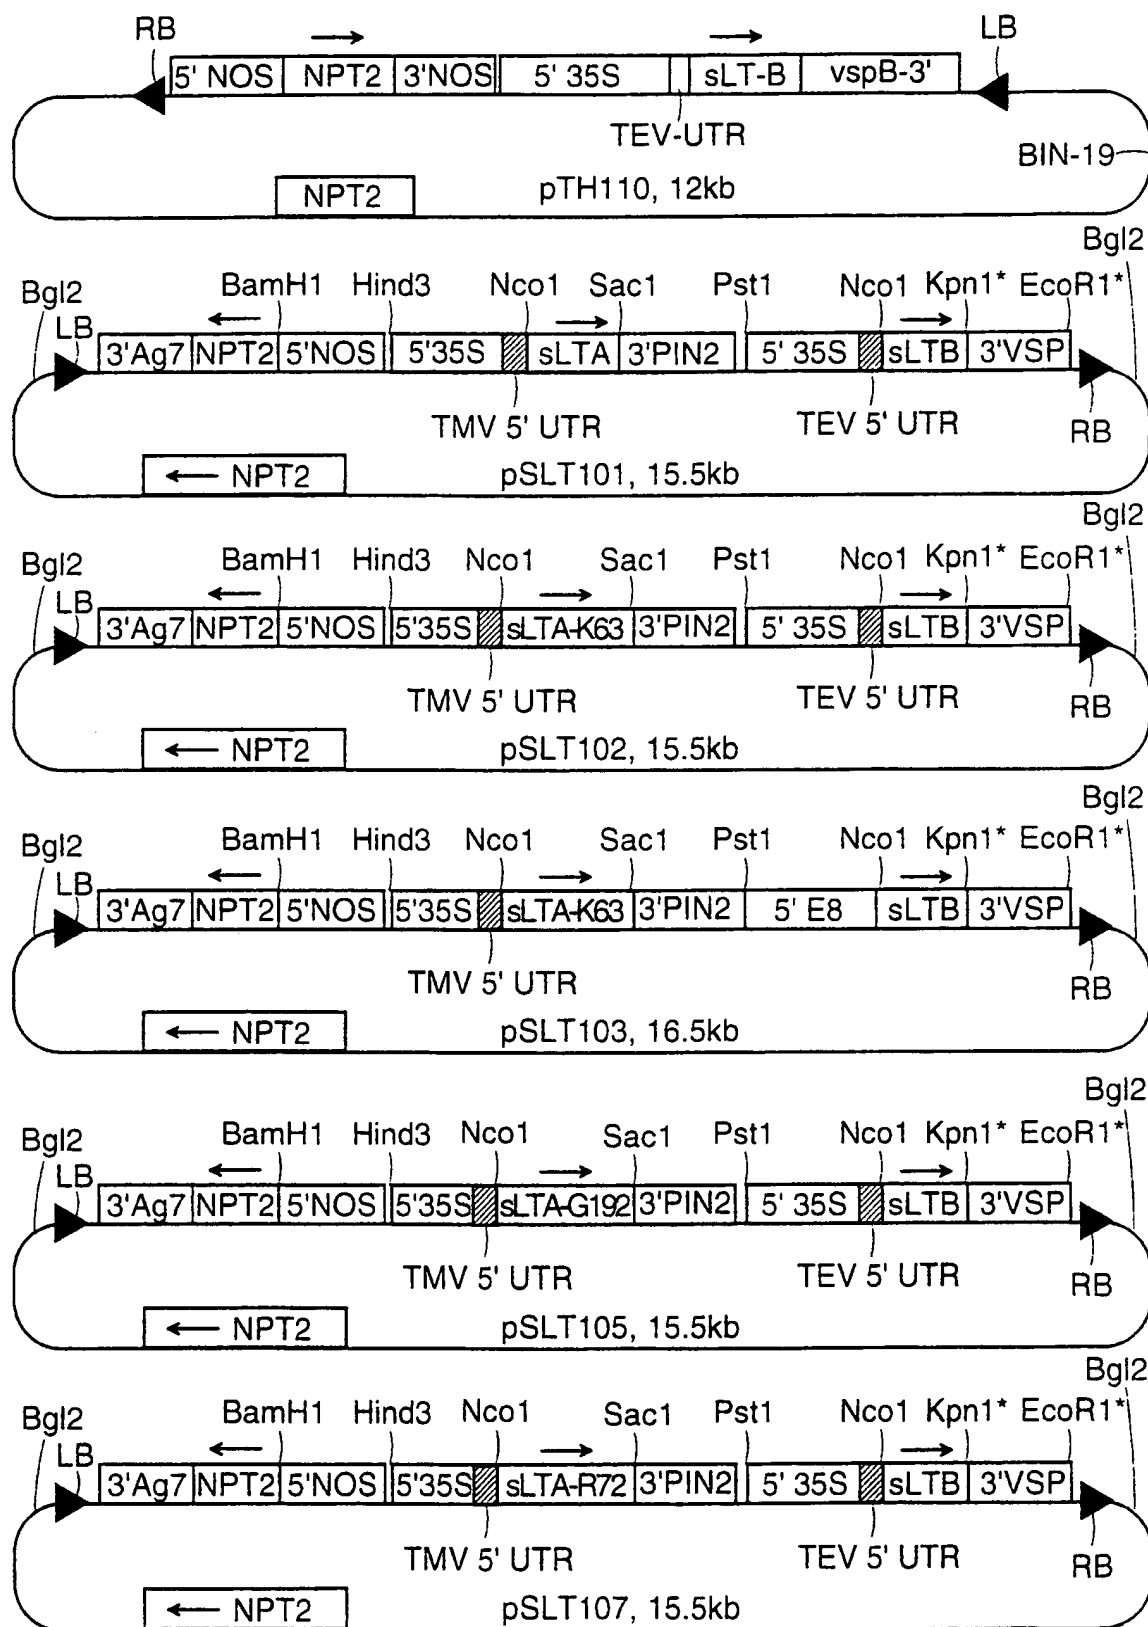 RB LB
5' NOS NPT2 3'NOS 5' 35S sLT-B vspB-3'
TEV-UTR
BIN-19
NPT2 pTH110, 12kb
Bgl2
Bgl2 BamH1 Hind3 Nco1 Sac1 Pst1 Nco1 Kpn1* EcoR1*
LB
3'Ag7 NPT2 5'NOS 5'35S sLTA 3'PIN2 5' 35S sLTB 3'VSP
TMV 5' UTR TEV 5' UTR RB
← NPT2 pSLT101, 15.5kb
Bgl2
Bgl2 BamH1 Hind3 Nco1 Sac1 Pst1 Nco1 Kpn1* EcoR1*
LB
3'Ag7 NPT2 5'NOS 5'35S sLTA-K63 3'PIN2 5' 35S sLTB 3'VSP
TMV 5' UTR TEV 5' UTR RB
← NPT2 pSLT102, 15.5kb
Bgl2
Bgl2 BamH1 Hind3 Nco1 Sac1 Pst1 Nco1 Kpn1* EcoR1*
LB
3'Ag7 NPT2 5'NOS 5'35S sLTA-K63 3'PIN2 5' E8 sLTB 3'VSP
TMV 5' UTR RB
← NPT2 pSLT103, 16.5kb
Bgl2
Bgl2 BamH1 Hind3 Nco1 Sac1 Pst1 Nco1 Kpn1* EcoR1*
LB
3'Ag7 NPT2 5'NOS 5'35S sLTA-G192 3'PIN2 5' 35S sLTB 3'VSP
TMV 5' UTR TEV 5' UTR RB
← NPT2 pSLT105, 15.5kb
Bgl2
Bgl2 BamH1 Hind3 Nco1 Sac1 Pst1 Nco1 Kpn1* EcoR1*
LB
3'Ag7 NPT2 5'NOS 5'35S sLTA-R72 3'PIN2 5' 35S sLTB 3'VSP
TMV 5' UTR TEV 5' UTR RB
← NPT2 pSLT107, 15.5kb